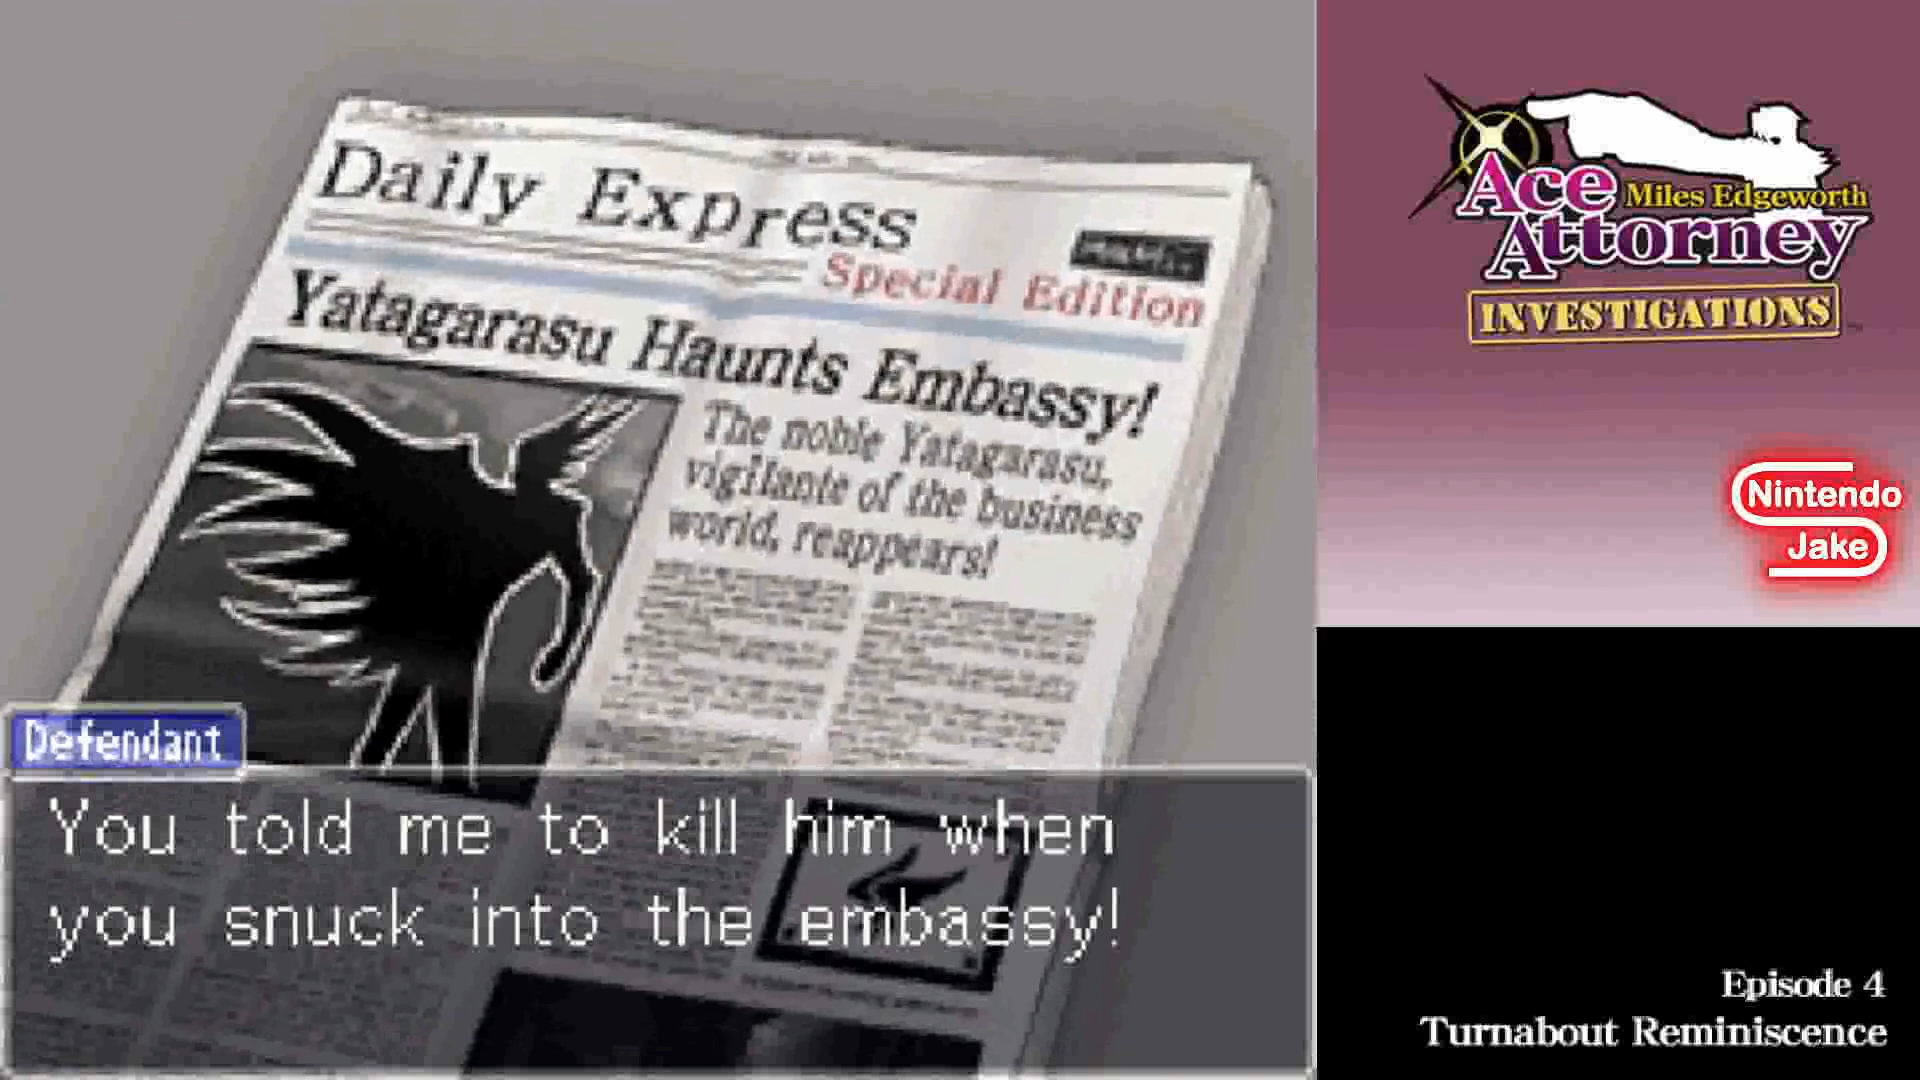 Daily Express
Special Edition
Yatagarasu Haunts Embassy!
The noble Yatagarasu,
vigilante of the business
world, reappears!
Defendant
You told me to kill him when
you snuck into the embassy!
Ace
Miles Edgeworth
Attorney
INVESTIGATIONS
Nintendo
Jake
Episode 4
Turnabout Reminiscence